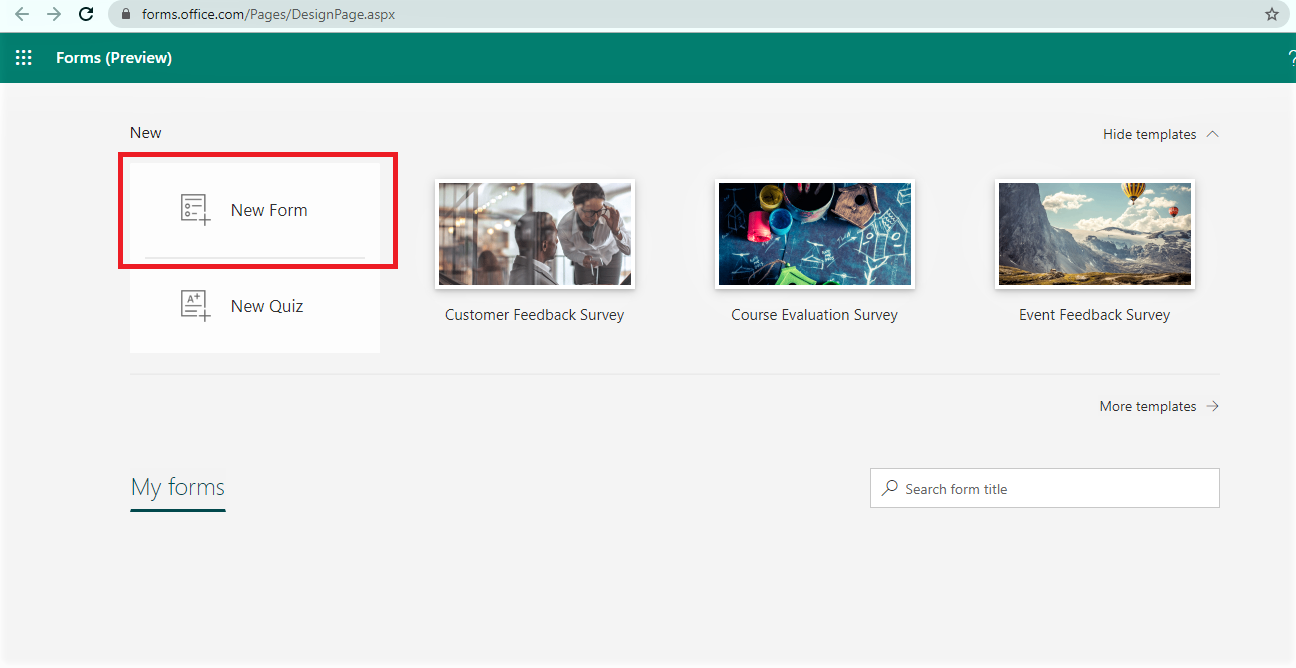 forms.office.com/Pages/DesignPage.aspx
Forms (Preview)
?
New
Hide templates
New Form
A+
New Quiz
Customer Feedback Survey
Course Evaluation Survey
Event Feedback Survey
More templates
My forms
Search form title